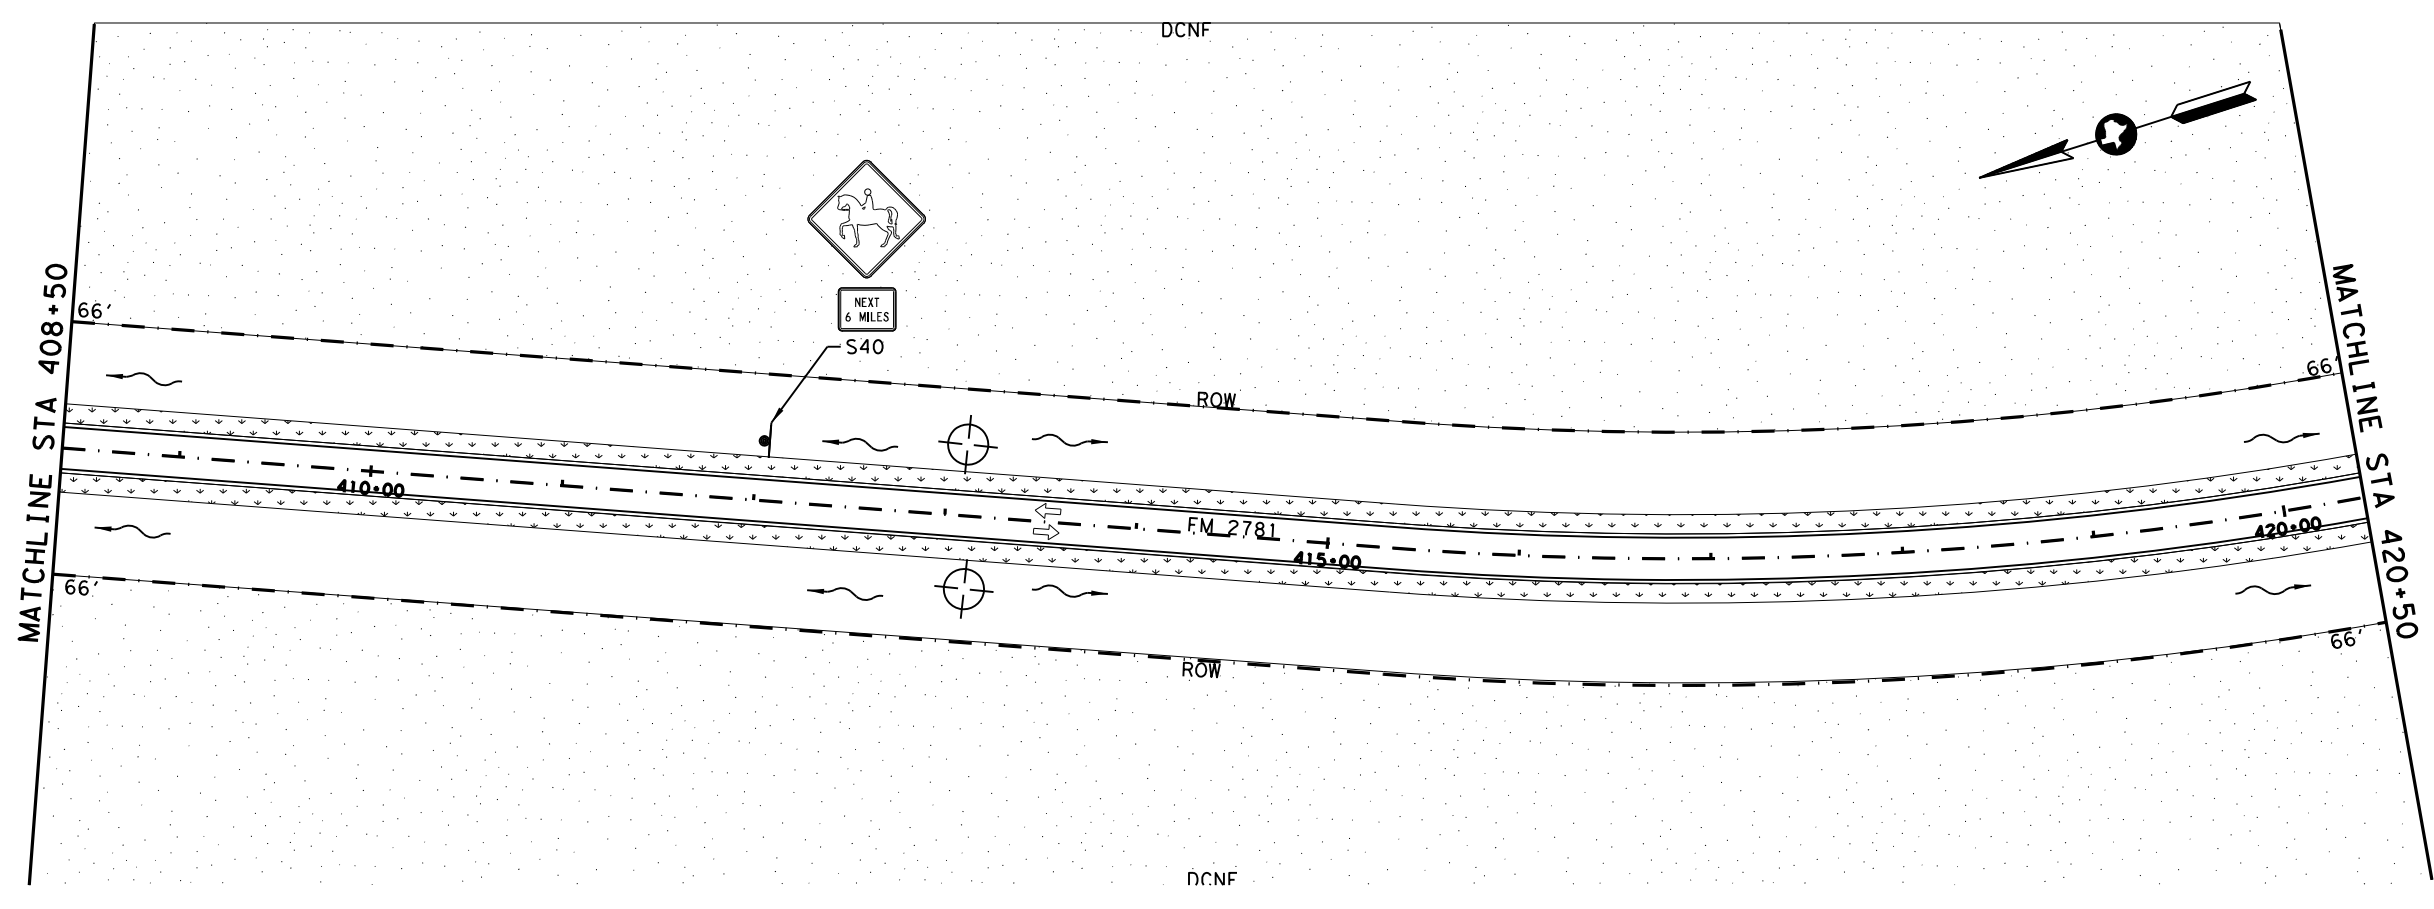 DCNF
MATCHLINE STA 408+50
66'
NEXT
6 MILES
S40
ROW
66'
MATCHLINE STA 420+50
410+00
FM 2781
415+00
420+00
66'
ROW
66'
DCNF